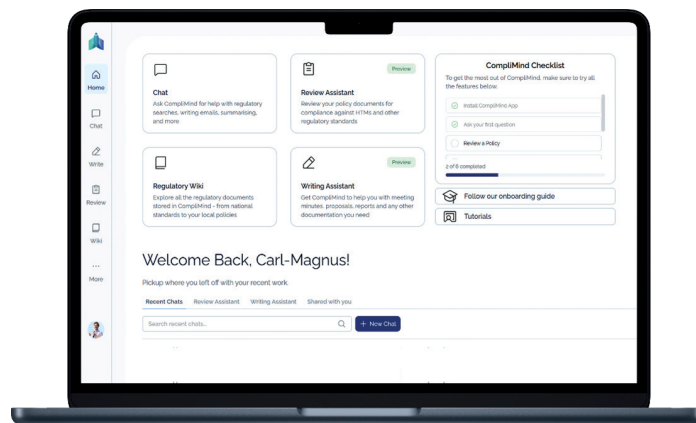 Home
Chat
Write
Review
Wiki
More
Chat
Ask CompliMind for help with regulatory
searches, writing emails, summarising,
and more
Preview
Review Assistant
Review your policy documents for
compliance against HTMs and other
regulatory standards
Regulatory Wiki
Explore all the regulatory documents
stored in CompliMind - from national
standards to your local policies
Preview
Writing Assistant
Get CompliMind to help you with meeting
minutes, proposals, reports and any other
documentation you need
CompliMind Checklist
To get the most out of CompliMind, make sure to try all
the features below.
Install CompliMind App
Ask your first question
Review a Policy
2 of 6 completed
Follow our onboarding guide
Tutorials
Welcome Back, Carl-Magnus!
Pickup where you left off with your recent work.
Recent Chats Review Assistant Writing Assistant Shared with you
Search recent chats...
+ New Chat